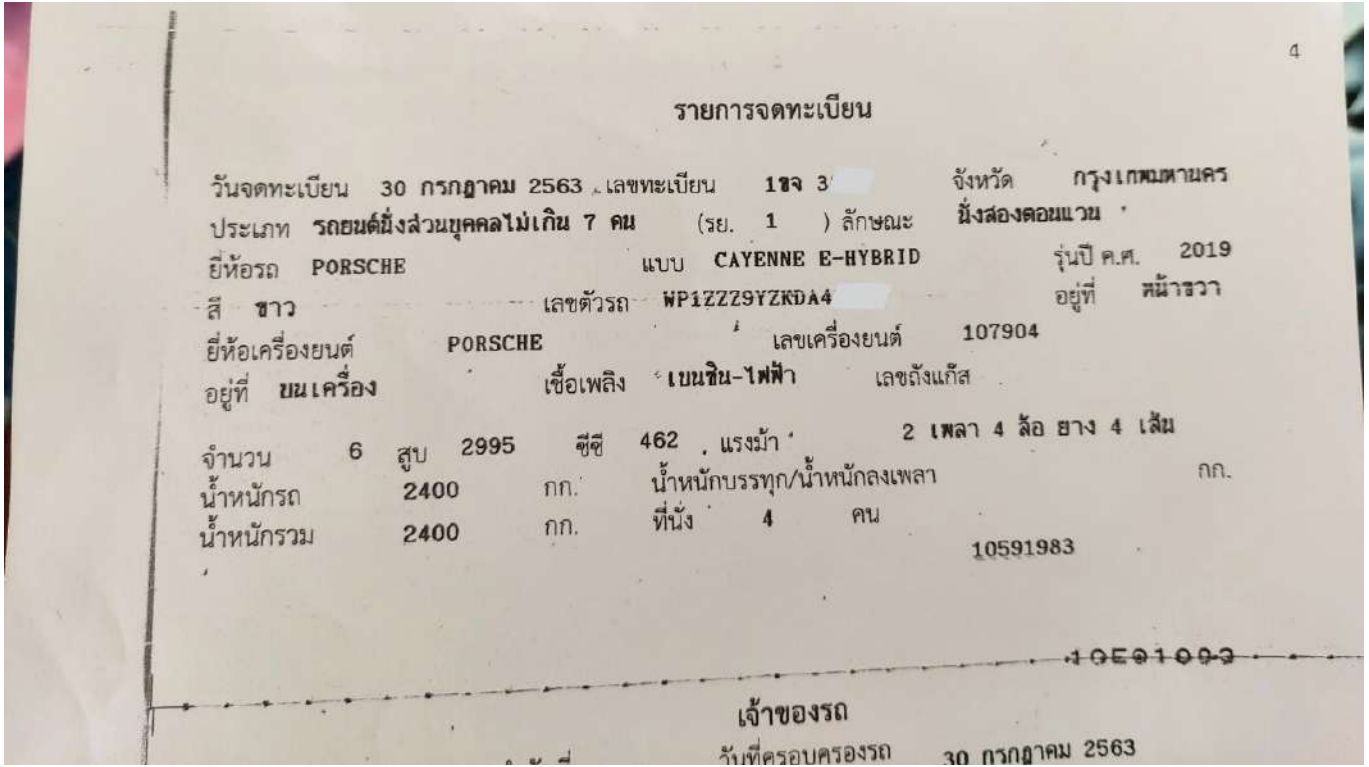 4
รายการจดทะเบียน
วันจดทะเบียน 30 กรกฎาคม 2563 เลขทะเบียน 1ขจ 3 จังหวัด กรุงเทพมหานคร
ประเภท รถยนต์นั่งส่วนบุคคลไม่เกิน 7 คน (รย. 1 ) ลักษณะ นั่งสองตอนแวน
ยี่ห้อรถ PORSCHE แบบ CAYENNE E-HYBRID รุ่นปี ค.ศ. 2019
สี ขาว เลขตัวรถ WP1ZZZ9YZKDA4 อยู่ที่ หน้าขวา
ยี่ห้อเครื่องยนต์ PORSCHE เลขเครื่องยนต์ 107904
อยู่ที่ บนเครื่อง เชื้อเพลิง เบนซิน-ไฟฟ้า เลขถังแก๊ส
จำนวน 6 สูบ 2995 ซีซี 462 แรงม้า 2 เพลา 4 ล้อ ยาง 4 เส้น
น้ำหนักรถ 2400 กก. น้ำหนักบรรทุก/น้ำหนักลงเพลา กก.
น้ำหนักรวม 2400 กก. ที่นั่ง 4 คน
10591983
เจ้าของรถ
วันที่ครอบครองรถ 30 กรกฎาคม 2563